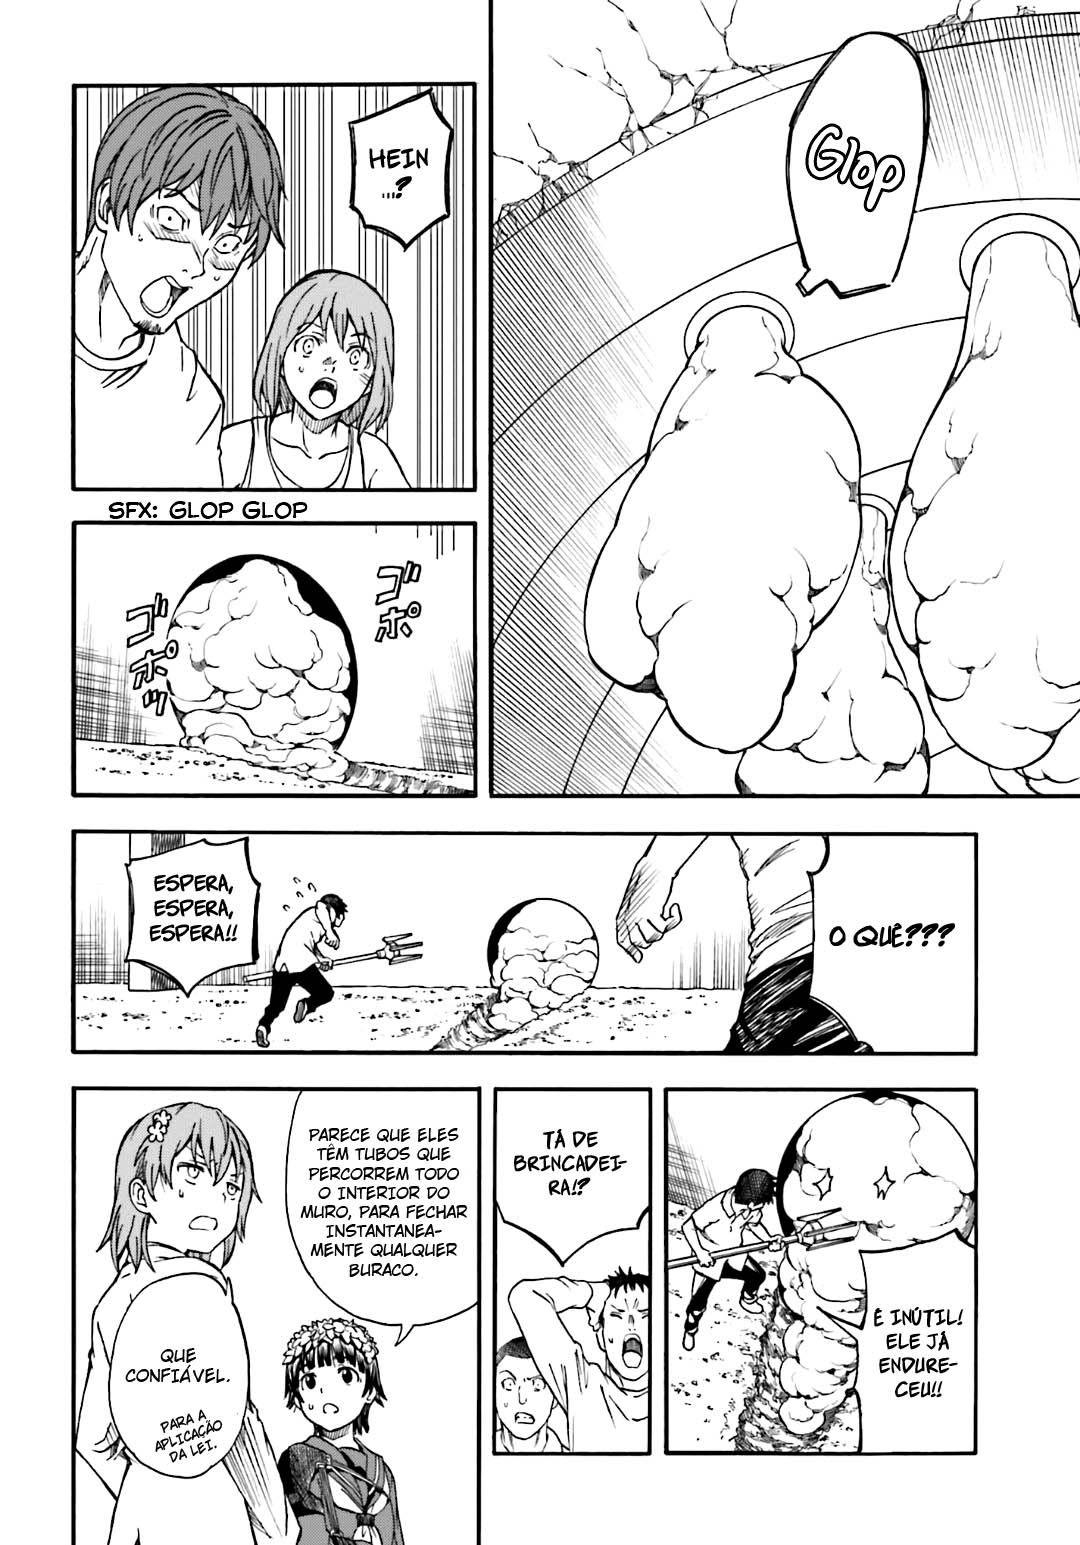 Glop
HEIN
...?
SFX: GLOP GLOP
ゴポ
ゴポッ
O QUÊ???
ESPERA,
ESPERA,
ESPERA!!
É INÚTIL!
ELE JÁ
ENDURE-
CEU!!
TÁ DE
BRINCADEI-
RA!?
PARECE QUE ELES
TÊM TUBOS QUE
PERCORREM TODO
O INTERIOR DO
MURO, PARA FECHAR
INSTANTANEA-
MENTE QUALQUER
BURACO.
QUE
CONFIÁVEL.
PARA A
APLICAÇÃO
DA LEI.